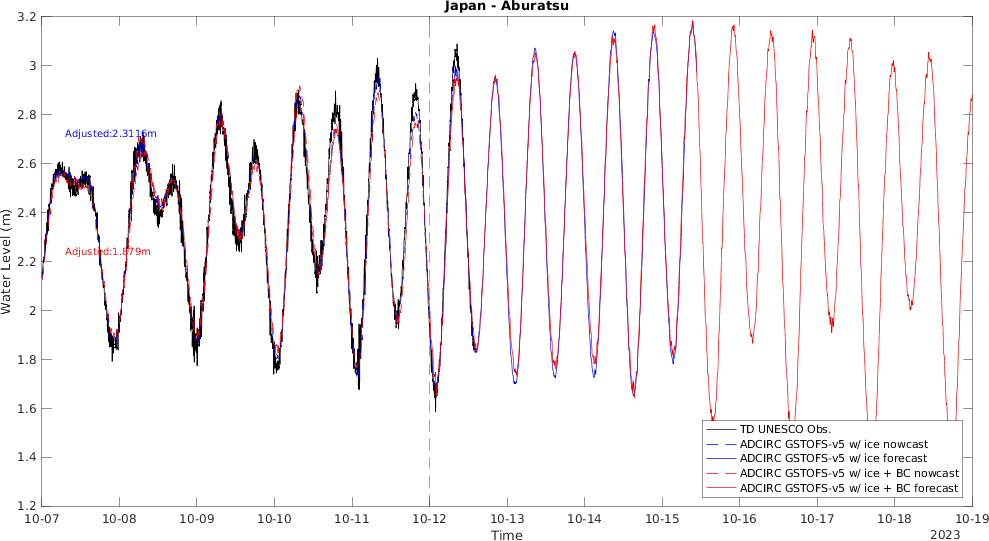 Japan - Aburatsu
3.2
3
2.8
2.6
2.4
2.2
2
1.8
1.6
1.4
1.2
Water Level (m)
Adjusted:2.3116m
Adjusted:1.879m
TD UNESCO Obs.
ADCIRC GSTOFS-v5 w/ ice nowcast
ADCIRC GSTOFS-v5 w/ ice forecast
ADCIRC GSTOFS-v5 w/ ice + BC nowcast
ADCIRC GSTOFS-v5 w/ ice + BC forecast
10-07 10-08 10-09 10-10 10-11 10-12 10-13 10-14 10-15 10-16 10-17 10-18 10-19
Time
2023